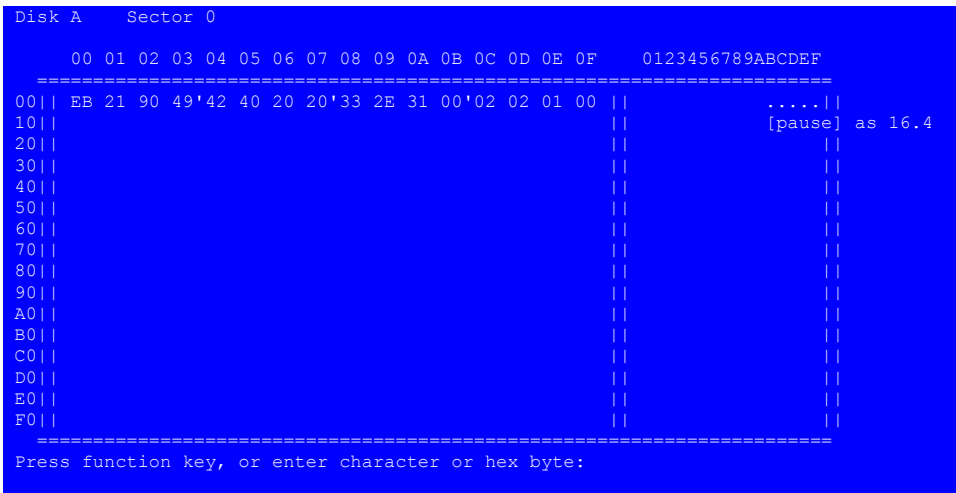 Disk A    Sector 0
00 01 02 03 04 05 06 07 08 09 0A 0B 0C 0D 0E 0F     0123456789ABCDEF
=======================================================================
00|| EB 21 90 49'42 40 20 20'33 2E 31 00'02 02 01 00 ||               .....||
10||                                                 ||               [pause] as 16.4
20||                                                 ||                    ||
30||                                                 ||                    ||
40||                                                 ||                    ||
50||                                                 ||                    ||
60||                                                 ||                    ||
70||                                                 ||                    ||
80||                                                 ||                    ||
90||                                                 ||                    ||
A0||                                                 ||                    ||
B0||                                                 ||                    ||
C0||                                                 ||                    ||
D0||                                                 ||                    ||
E0||                                                 ||                    ||
F0||                                                 ||                    ||
=======================================================================
Press function key, or enter character or hex byte: